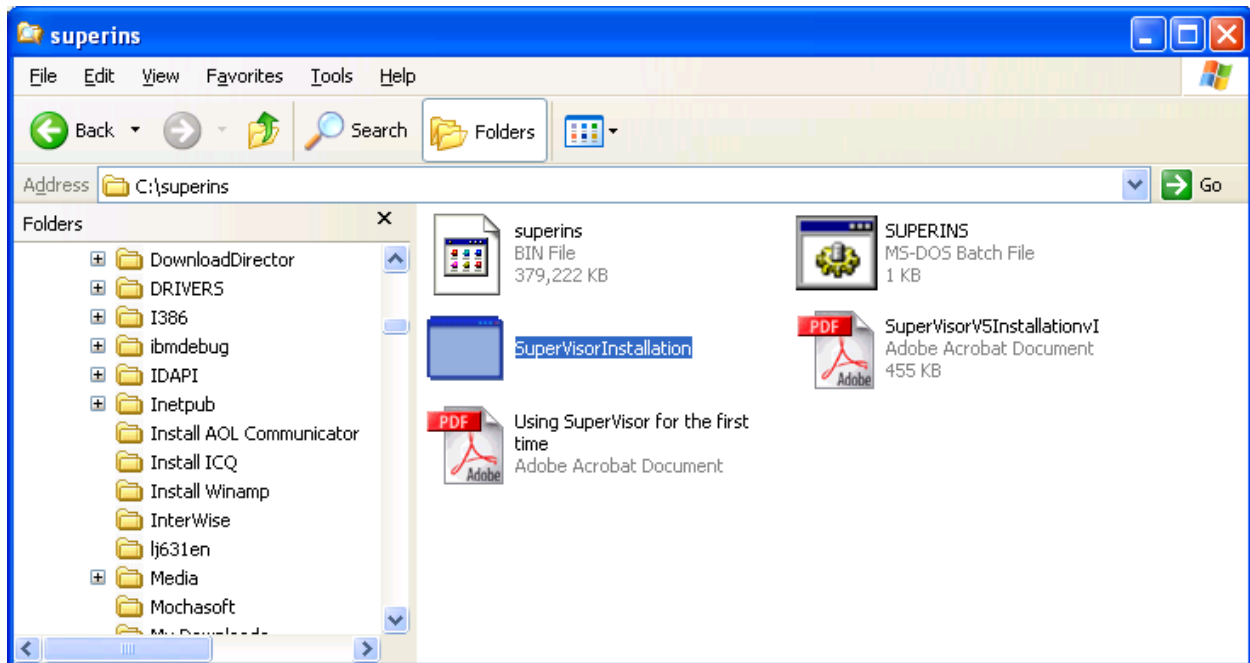 superins
File Edit View Favorites Tools Help
Back Search Folders
Address C:\superins Go
Folders
DownloadDirector
DRIVERS
I386
ibmdebug
IDAPI
Inetpub
Install AOL Communicator
Install ICQ
Install Winamp
InterWise
lj631en
Media
Mochasoft
My Downloads
superins
BIN File
379,222 KB
SUPERINS
MS-DOS Batch File
1 KB
SuperVisorInstallation
PDF
Adobe
SuperVisorV5InstallationvI
Adobe Acrobat Document
455 KB
PDF
Adobe
Using SuperVisor for the first
time
Adobe Acrobat Document